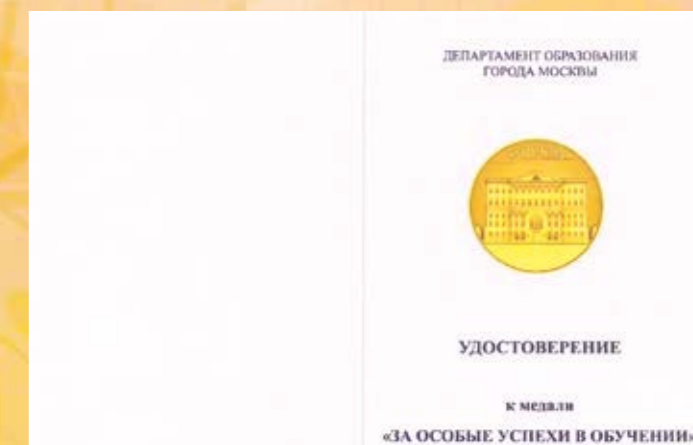 ДЕПАРТАМЕНТ ОБРАЗОВАНИЯ
ГОРОДА МОСКВЫ
УДОСТОВЕРЕНИЕ
к медали
«ЗА ОСОБЫЕ УСПЕХИ В ОБУЧЕНИИ»